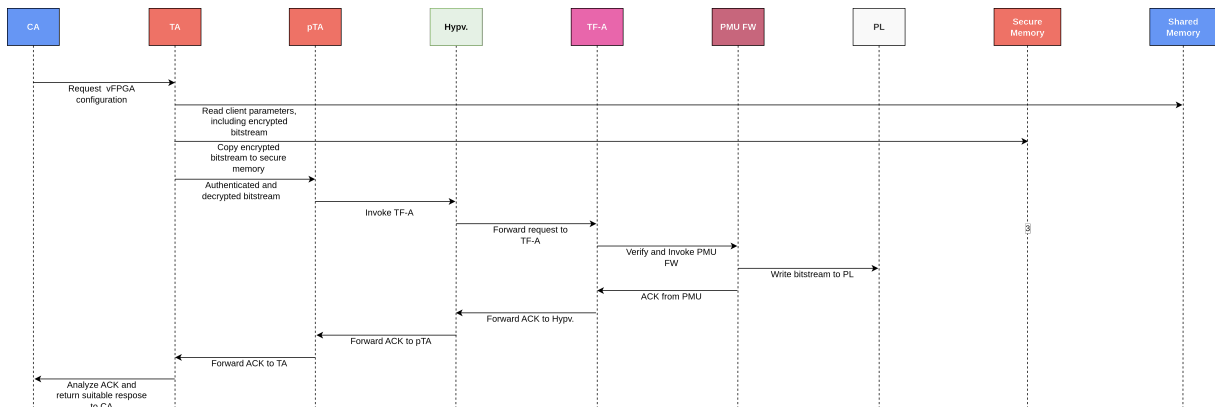 CA
TA
pTA
Hypv.
TF-A
PMU FW
PL
Secure
Memory
Shared
Memory
Request  vFPGA
configuration
Read client parameters,
including encrypted
bitstream
Copy encrypted
bitstream to secure
memory
Authenticated and
decrypted bitstream
Invoke TF-A
Forward request to
TF-A
Verify and Invoke PMU
FW
Write bitstream to PL
ACK from PMU
Forward ACK to Hypv.
Forward ACK to pTA
Forward ACK to TA
Analyze ACK and
return suitable respose
to CA